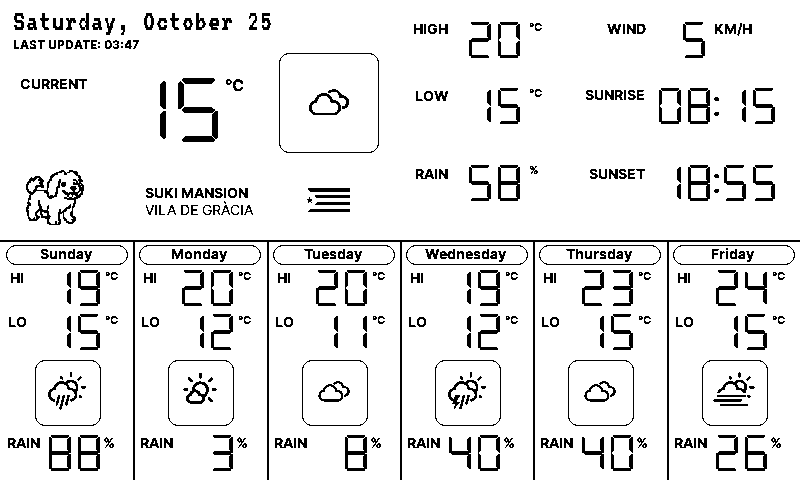 Saturday, October 25
LAST UPDATE: 03:47
CURRENT 15 °C
HIGH 20 °C
LOW 15 °C
RAIN 58 %
WIND 5 KM/H
SUNRISE 08:15
SUNSET 18:55
SUKI MANSION
VILA DE GRÀCIA
Sunday
HI 19 °C
LO 15 °C
RAIN 88 %
Monday
HI 20 °C
LO 12 °C
RAIN 3 %
Tuesday
HI 20 °C
LO 11 °C
RAIN 8 %
Wednesday
HI 19 °C
LO 12 °C
RAIN 40 %
Thursday
HI 23 °C
LO 15 °C
RAIN 40 %
Friday
HI 24 °C
LO 15 °C
RAIN 26 %